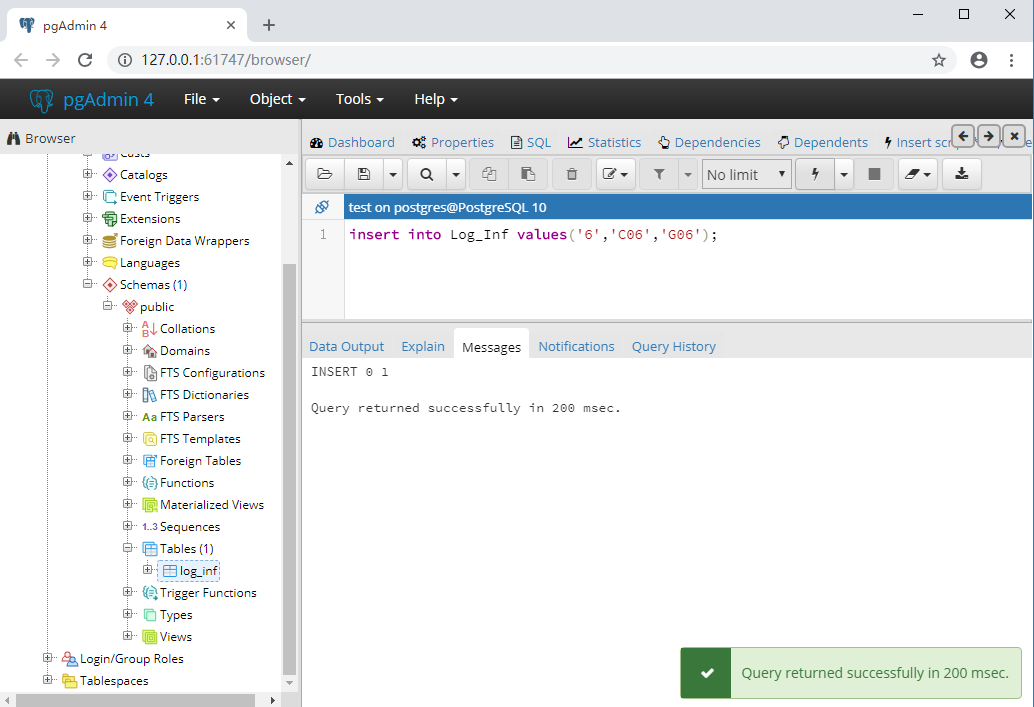 pgAdmin 4
127.0.0.1:61747/browser/
pgAdmin 4 File Object Tools Help
Browser
Dashboard Properties SQL Statistics Dependencies Dependents Insert
Casts
Catalogs
Event Triggers
Extensions
Foreign Data Wrappers
Languages
Schemas (1)
public
Collations
Domains
FTS Configurations
FTS Dictionaries
Aa FTS Parsers
FTS Templates
Foreign Tables
Functions
Materialized Views
1..3 Sequences
Tables (1)
log_inf
Trigger Functions
Types
Views
Login/Group Roles
Tablespaces
No limit
test on postgres@PostgreSQL 10
1 insert into Log_Inf values('6','C06','G06');
Data Output Explain Messages Notifications Query History
INSERT 0 1
Query returned successfully in 200 msec.
Query returned successfully in 200 msec.